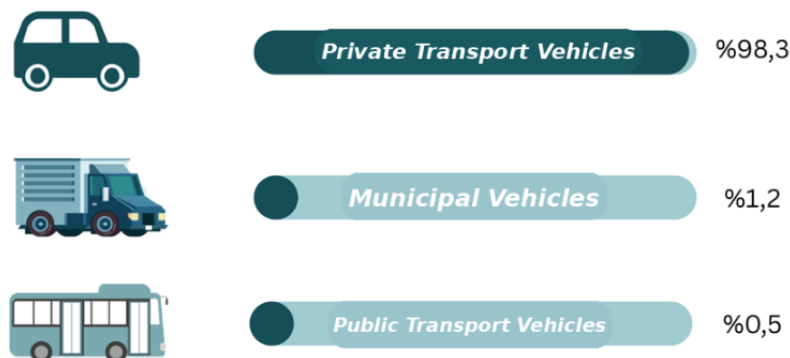 Private Transport Vehicles %98,3
Municipal Vehicles %1,2
Public Transport Vehicles %0,5